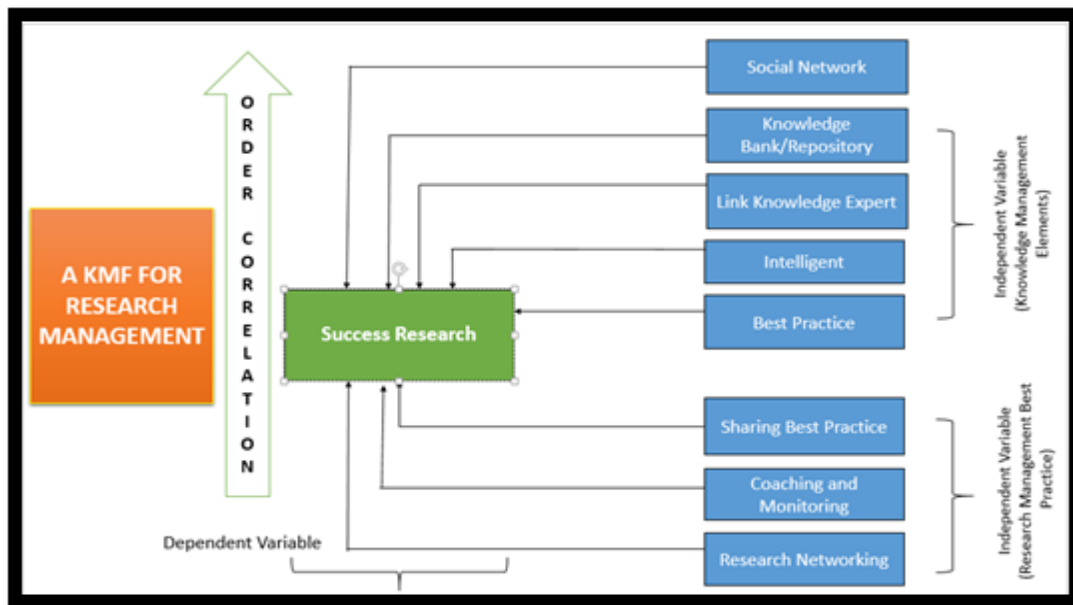 A KMF FOR
RESEARCH
MANAGEMENT
ORDER CORRELATION
Success Research
Dependent Variable
Social Network
Knowledge
Bank/Repository
Link Knowledge Expert
Intelligent
Best Practice
Sharing Best Practice
Coaching and
Monitoring
Research Networking
Independent Variable
(Knowledge Management
Elements)
Independent Variable
(Research Management Best
Practice)